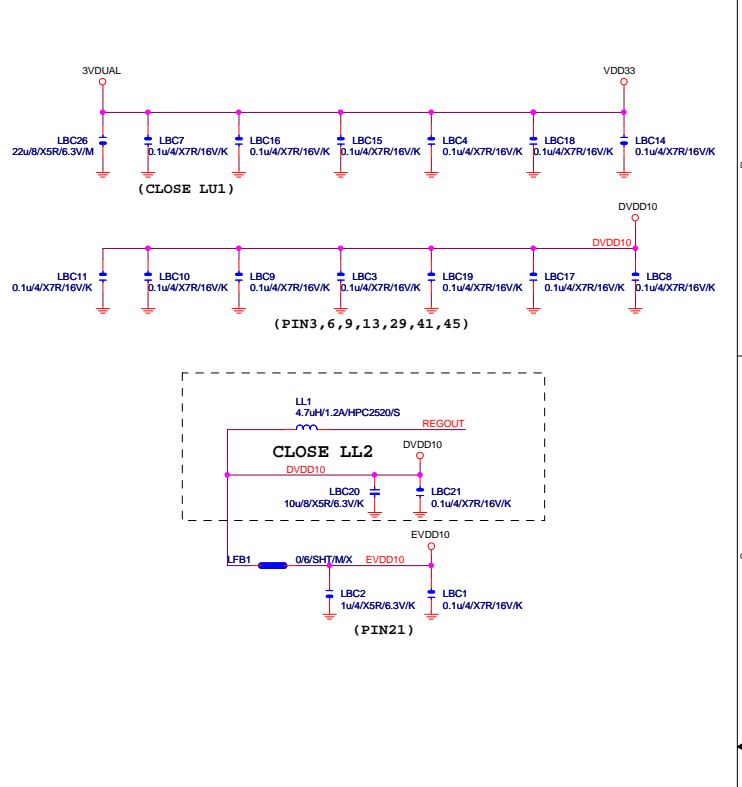 3VDUAL
VDD33
LBC26
22u/8/X5R/6.3V/M
LBC7
0.1u/4/X7R/16V/K
LBC16
0.1u/4/X7R/16V/K
LBC15
0.1u/4/X7R/16V/K
LBC4
0.1u/4/X7R/16V/K
LBC18
0.1u/4/X7R/16V/K
LBC14
0.1u/4/X7R/16V/K
(CLOSE LU1)
DVDD10
DVDD10
LBC11
0.1u/4/X7R/16V/K
LBC10
0.1u/4/X7R/16V/K
LBC9
0.1u/4/X7R/16V/K
LBC3
0.1u/4/X7R/16V/K
LBC19
0.1u/4/X7R/16V/K
LBC17
0.1u/4/X7R/16V/K
LBC8
0.1u/4/X7R/16V/K
(PIN3,6,9,13,29,41,45)
LL1
4.7uH/1.2A/HPC2520/S
REGOUT
CLOSE LL2
DVDD10
DVDD10
LBC20
10u/8/X5R/6.3V/K
LBC21
0.1u/4/X7R/16V/K
EVDD10
LFB1
0/6/SHT/M/X
EVDD10
LBC2
1u/4/X5R/6.3V/K
LBC1
0.1u/4/X7R/16V/K
(PIN21)